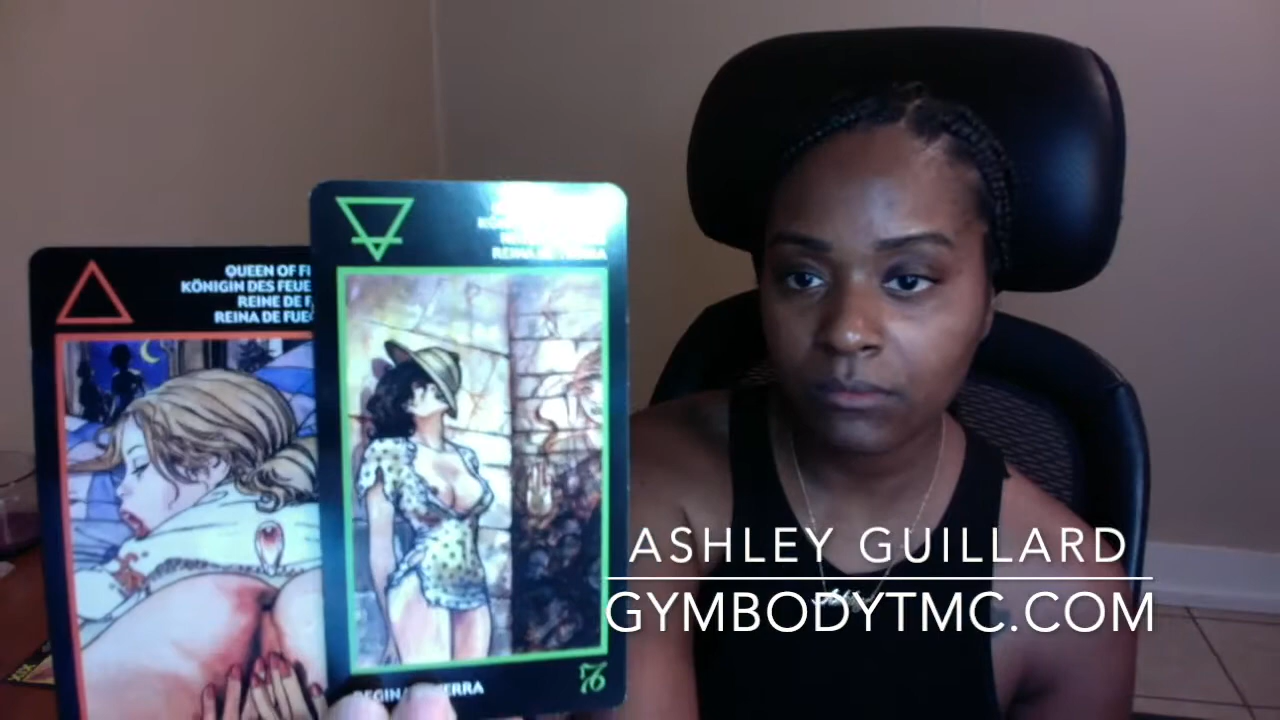 QUEEN OF FI
KÖNIGIN DES FEUE
REINE DE F
REINA DE FUEG
REINA DE TIERRA
REGINA TERRA
76
ASHLEY GUILLARD
GYMBODYTMC.COM